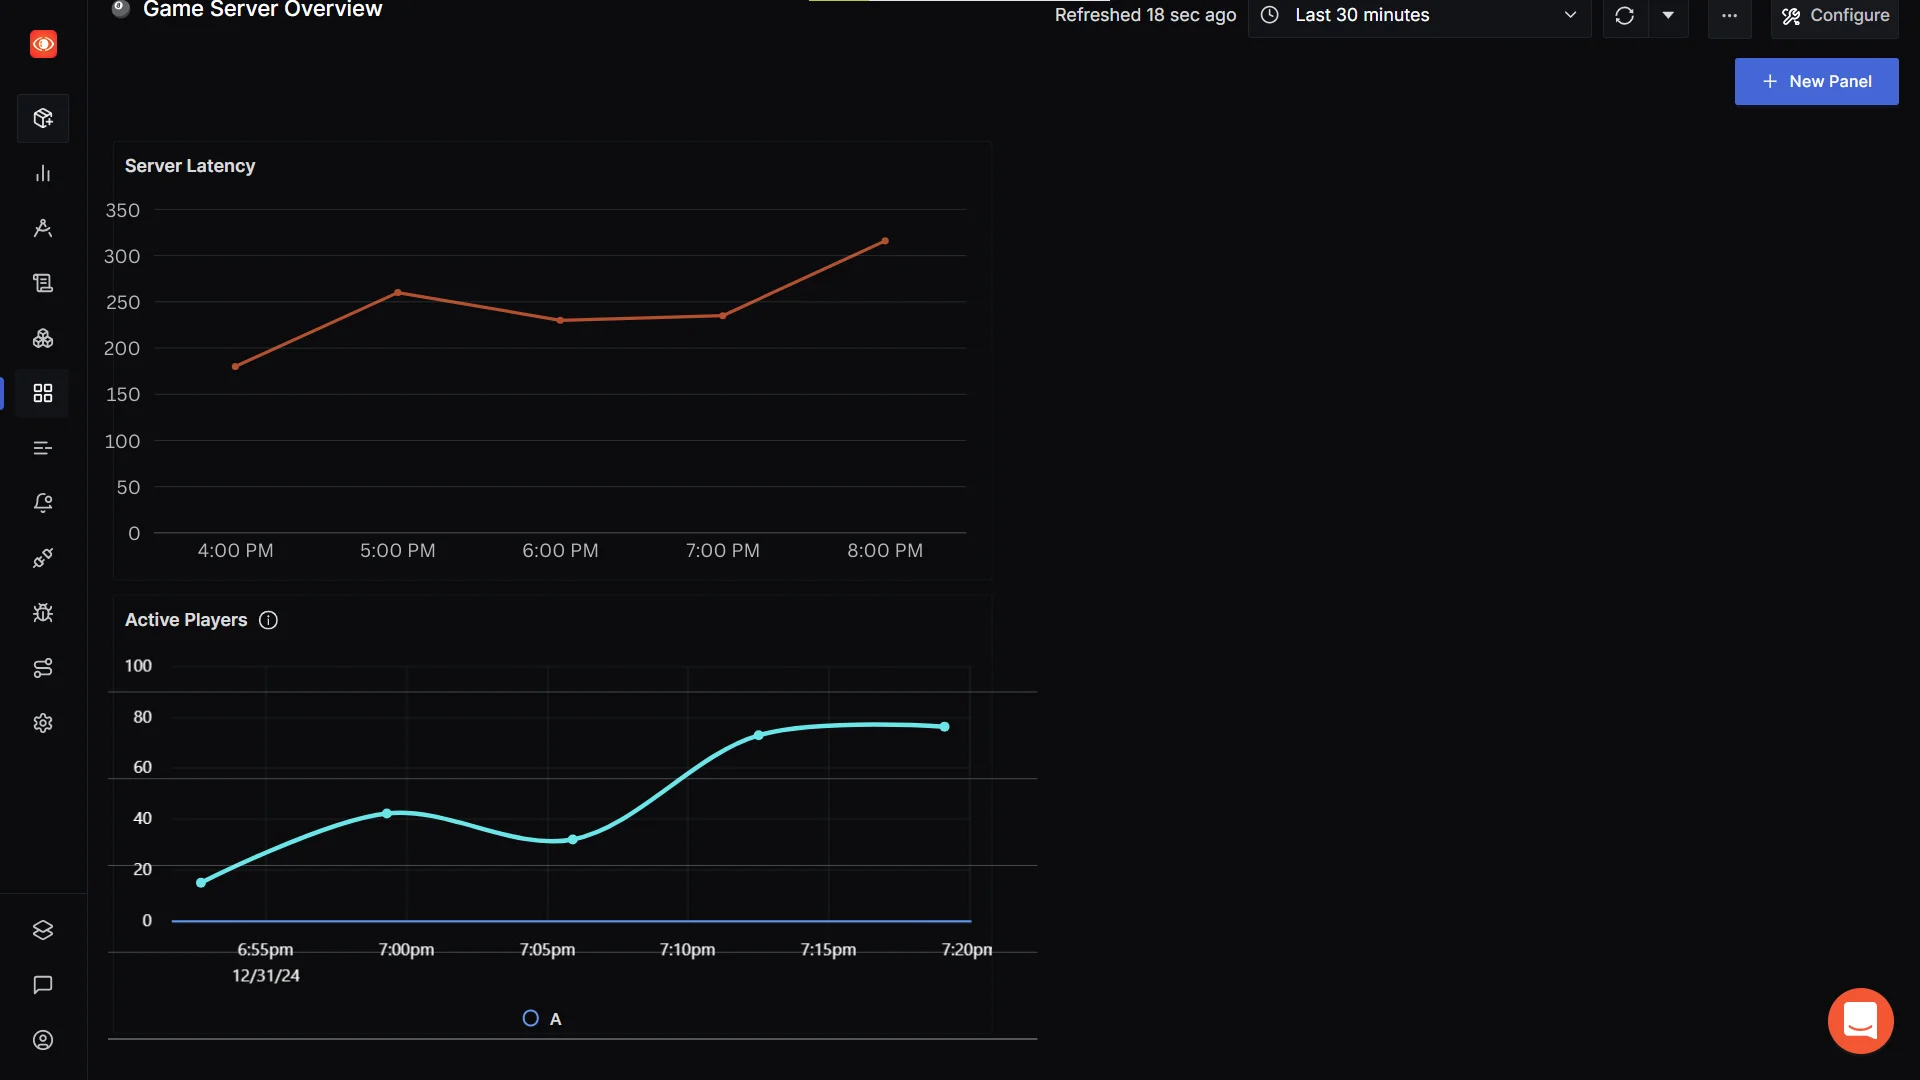 Game Server Overview
Refreshed 18 sec ago
Last 30 minutes
Configure
New Panel
Server Latency
350
300
250
200
150
100
50
0
4:00 PM 5:00 PM 6:00 PM 7:00 PM 8:00 PM
Active Players
100
80
60
40
20
0
6:55pm 7:00pm 7:05pm 7:10pm 7:15pm 7:20pm
12/31/24
A